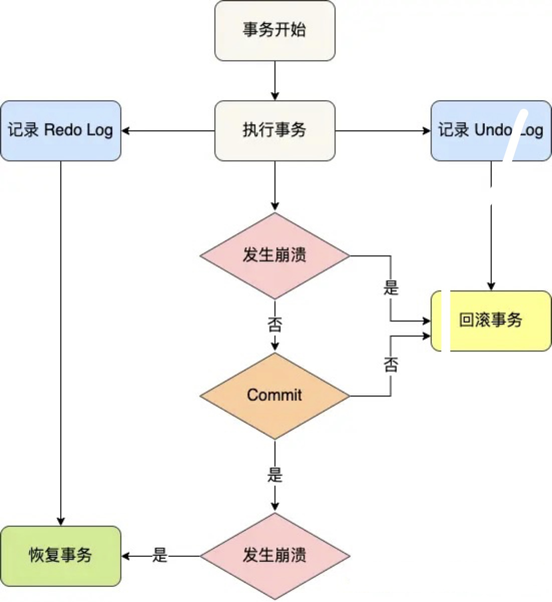 事务开始
记录 Redo Log
执行事务
记录 Undo Log
发生崩溃
是
回滚事务
否
否
Commit
是
恢复事务
是
发生崩溃